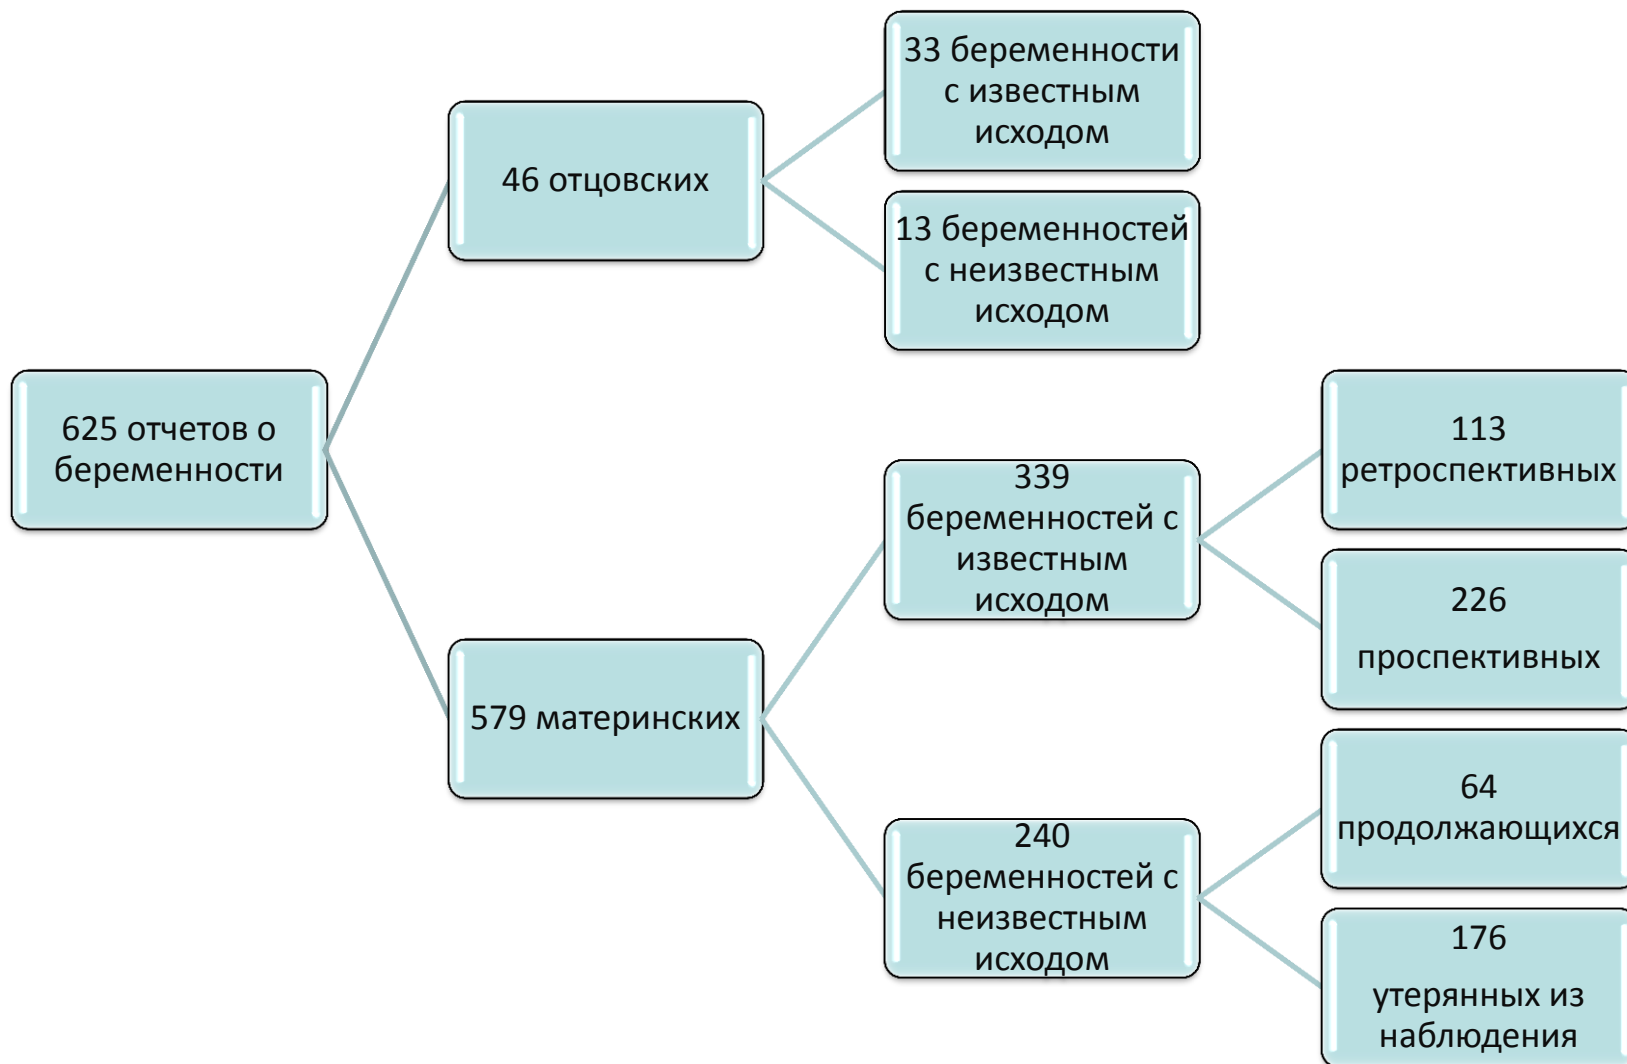 625 отчетов о
беременности
46 отцовских
33 беременности
с известным
исходом
13 беременностей
с неизвестным
исходом
579 материнских
339
беременностей с
известным
исходом
113
ретроспективных
226
проспективных
240
беременностей с
неизвестным
исходом
64
продолжающихся
176
утерянных из
наблюдения